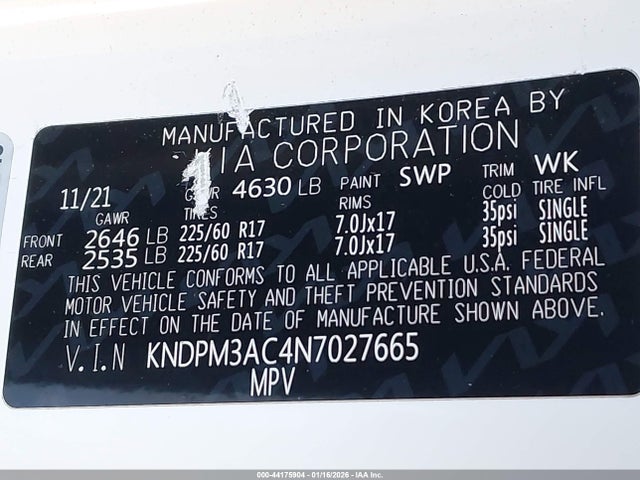 MANUFACTURED IN KOREA BY
KIA CORPORATION
11/21 GVWR 4630 LB PAINT SWP TRIM WK
GAWR TIRES RIMS COLD TIRE INFL
FRONT 2646 LB 225/60 R17 7.0Jx17 35psi SINGLE
REAR 2535 LB 225/60 R17 7.0Jx17 35psi SINGLE
THIS VEHICLE CONFORMS TO ALL APPLICABLE U.S.A. FEDERAL
MOTOR VEHICLE SAFETY AND THEFT PREVENTION STANDARDS
IN EFFECT ON THE DATE OF MANUFACTURE SHOWN ABOVE.
V.I.N KNDPM3AC4N7027665
MPV
000-44175904 - 01/16/2026 - IAA Inc.